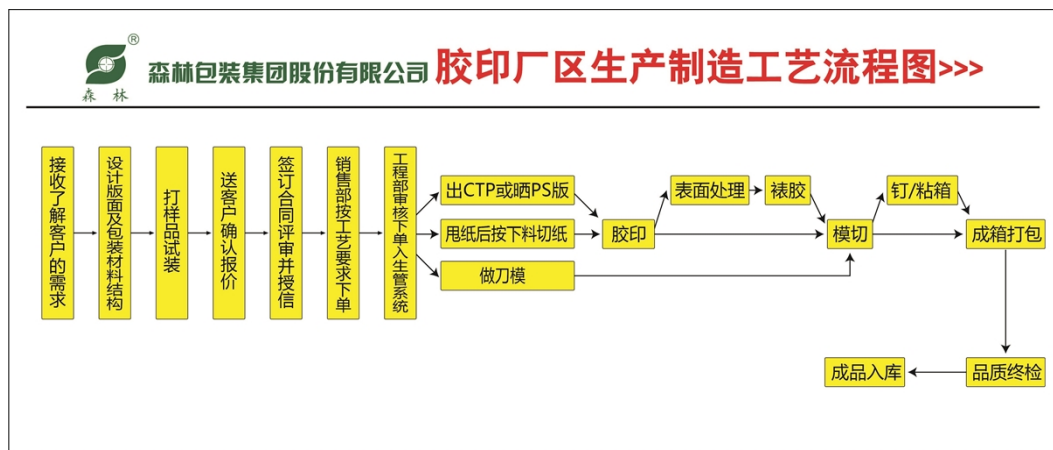 ®
森林
森林包装集团股份有限公司
胶印厂区生产制造工艺流程图>>>
接收了解客户的需求
设计版面及包装材料结构
打样品试装
送客户确认报价
签订合同评审并授信
销售部按工艺要求下单
工程部审核下单入生管系统
出CTP或晒PS版
甩纸后按下料切纸
做刀模
胶印
表面处理
裱胶
模切
钉/粘箱
成箱打包
品质终检
成品入库